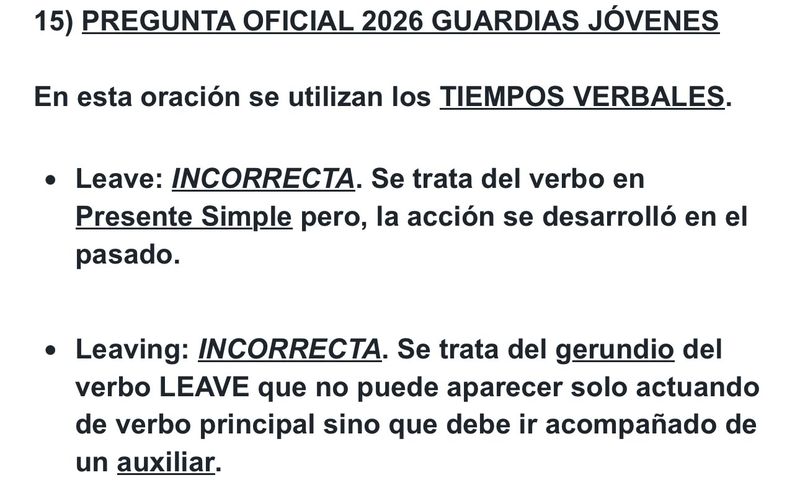 15) PREGUNTA OFICIAL 2026 GUARDIAS JÓVENES
En esta oración se utilizan los TIEMPOS VERBALES.
• Leave: INCORRECTA. Se trata del verbo en
Presente Simple pero, la acción se desarrolló en el
pasado.
• Leaving: INCORRECTA. Se trata del gerundio del
verbo LEAVE que no puede aparecer solo actuando
de verbo principal sino que debe ir acompañado de
un auxiliar.